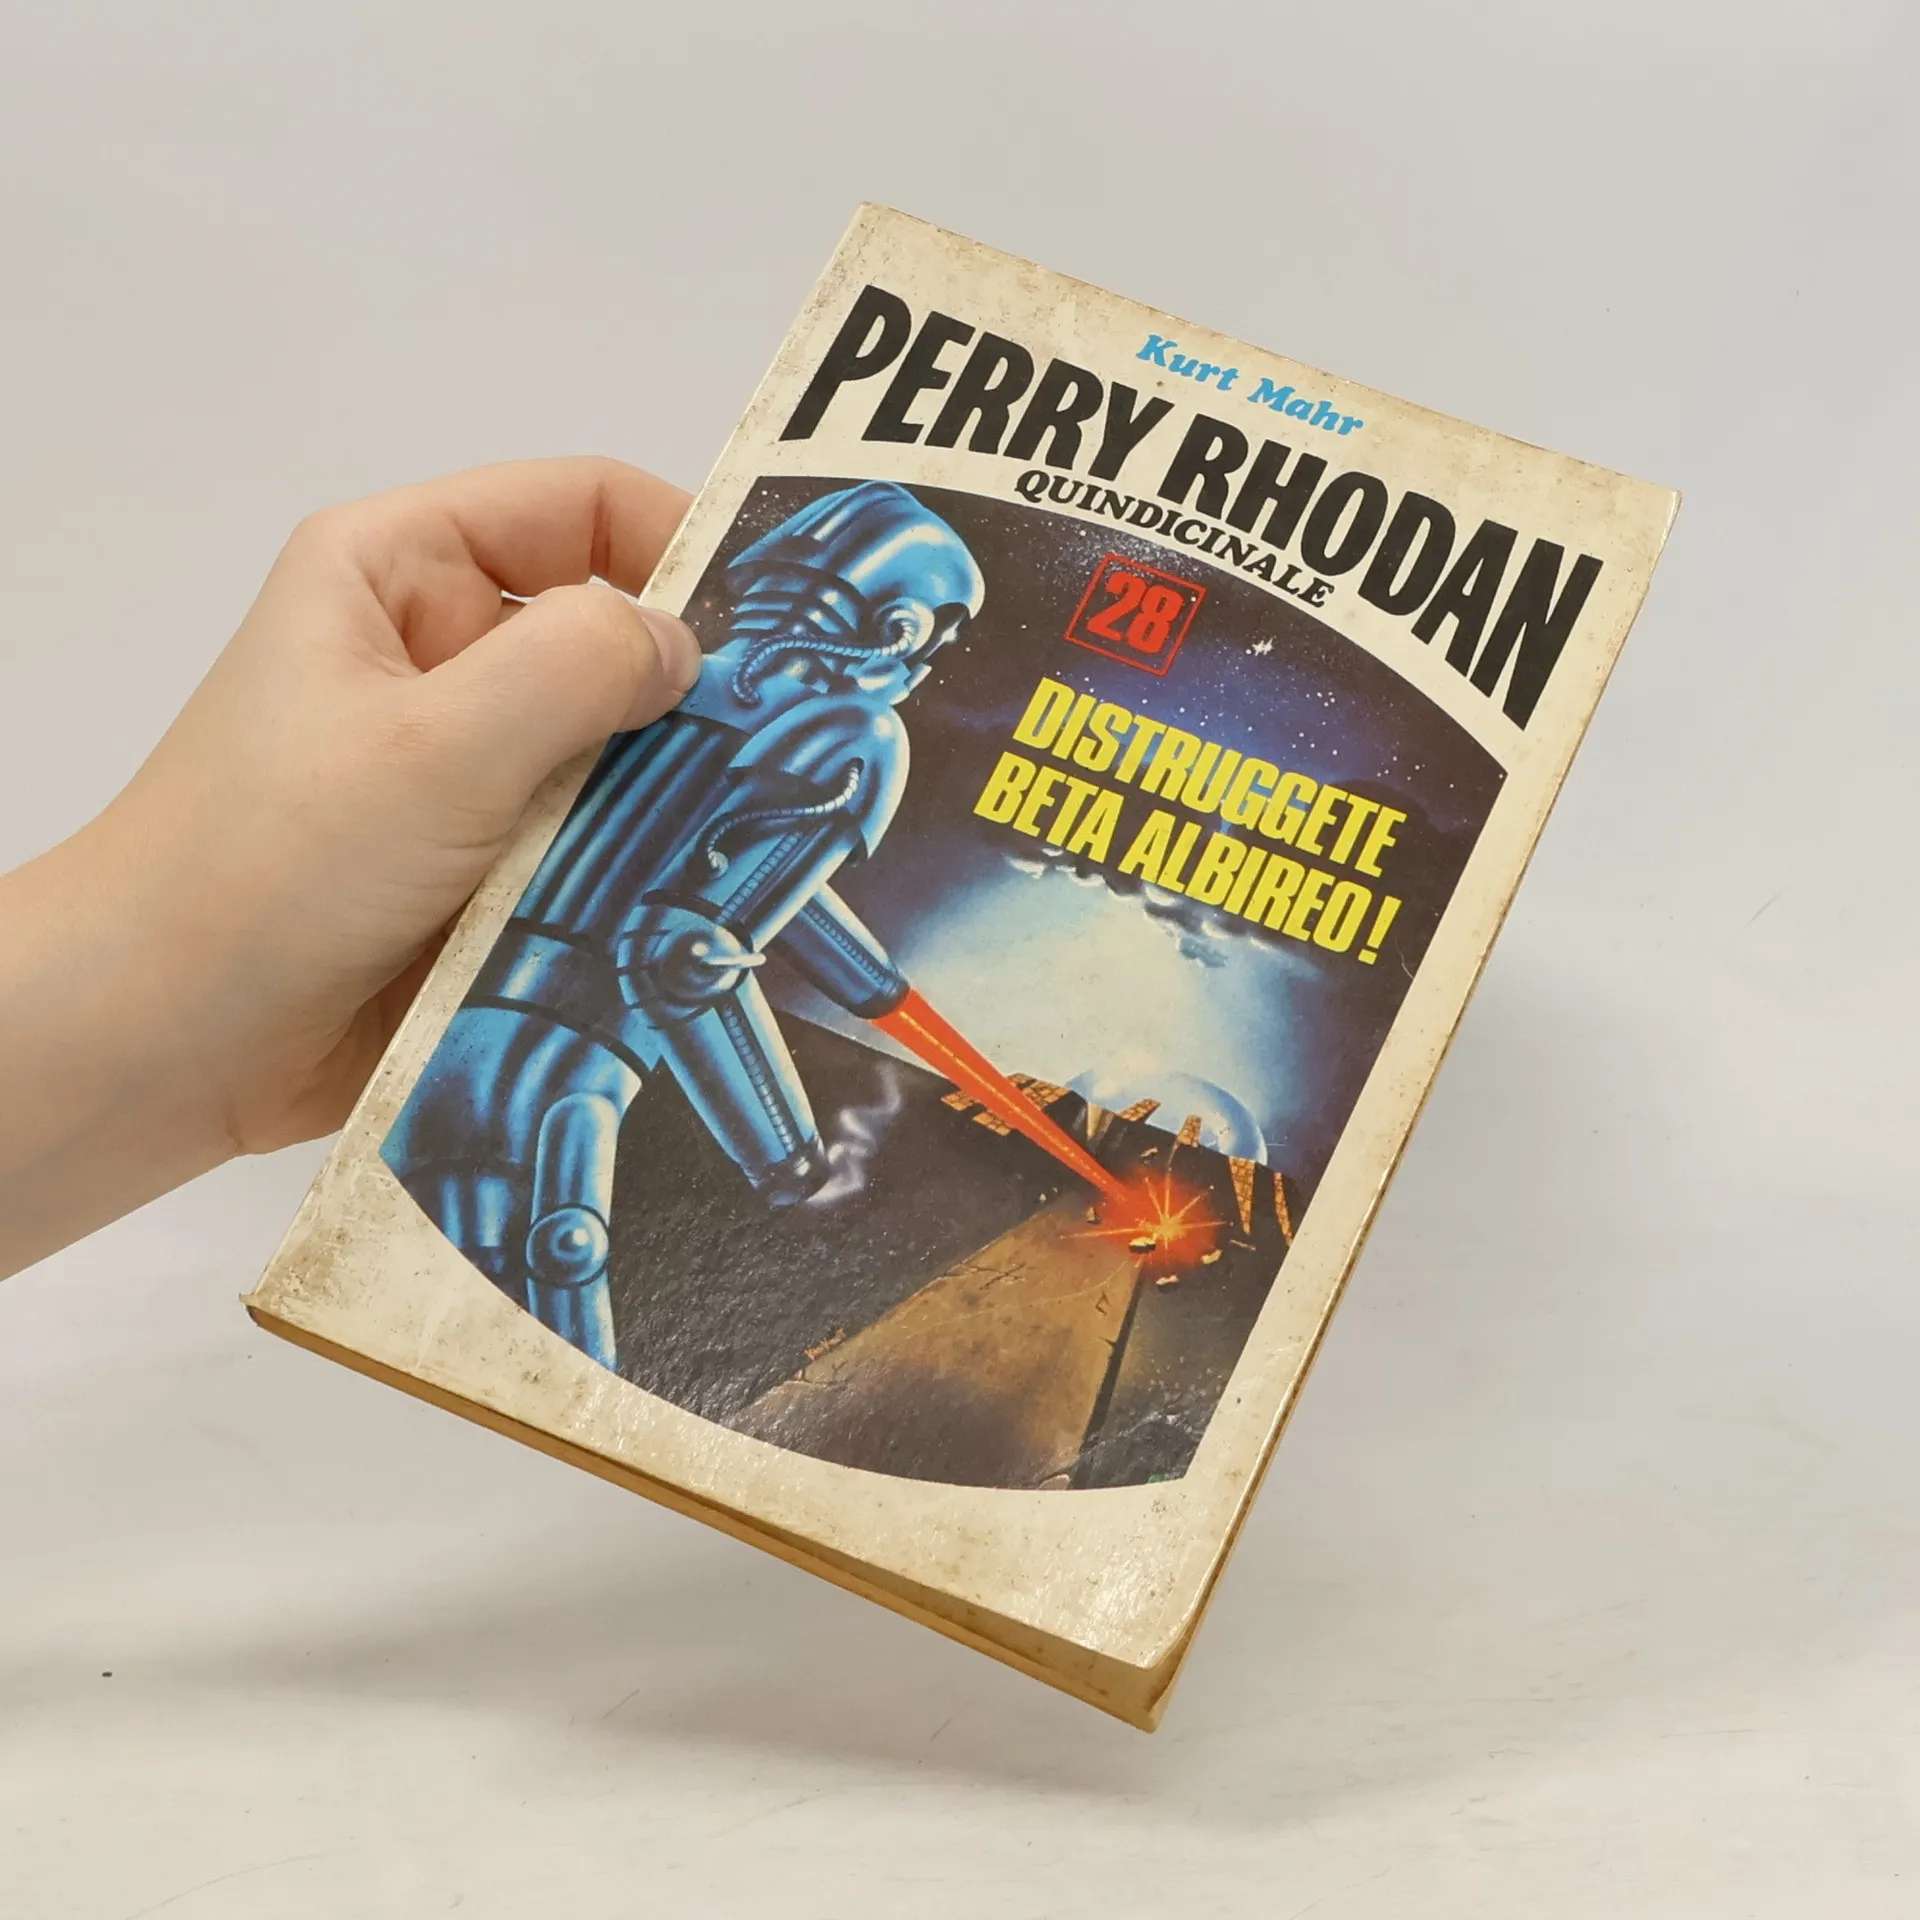 Kurt Mahr
PERRY RHODAN
QUINDICINALE
28
DISTRUGGETE
BETA ALBIREO!